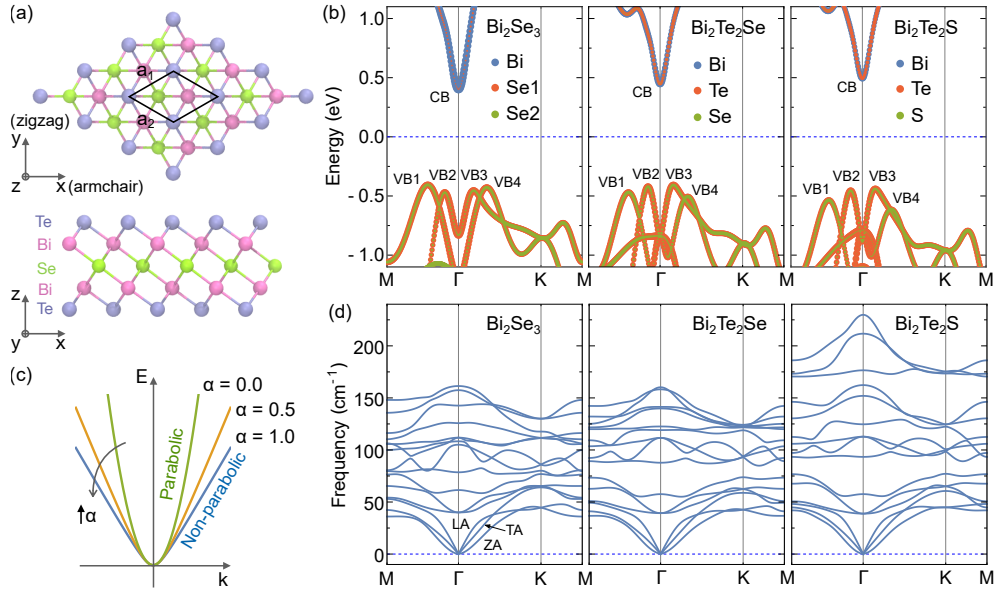 (a)
a₁
a₂
(zigzag)
y
z
x
(armchair)
Te
Bi
Se
Bi
Te
z
y
x
(b)
Energy (eV)
1.0
0.5
0.0
- 0.5
- 1.0
Bi₂Se₃
Bi
Se1
Se2
CB
VB1
VB2
VB3
VB4
M
Γ
K
M
Bi₂Te₂Se
Bi
Te
Se
CB
VB1
VB2
VB3
VB4
Γ
K
M
Bi₂Te₂S
Bi
Te
S
CB
VB1
VB2
VB3
VB4
Γ
K
M
(c)
E
α = 0.0
α = 0.5
α = 1.0
Parabolic
Non-parabolic
α
k
(d)
Frequency (cm⁻¹)
200
150
100
50
0
Bi₂Se₃
LA
TA
ZA
M
Γ
K
M
Bi₂Te₂Se
Γ
K
M
Bi₂Te₂S
Γ
K
M